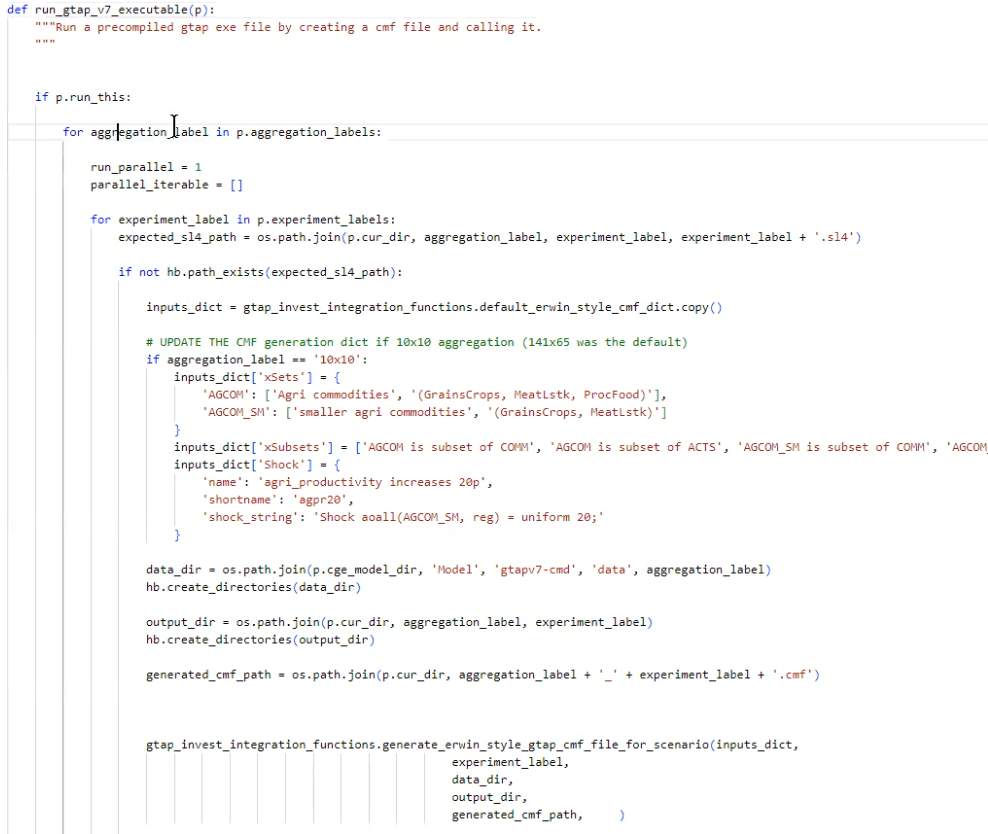 def run_gtap_v7_executable(p):
    """Run a precompiled gtap exe file by creating a cmf file and calling it.
    """
    if p.run_this:
        for aggregation_label in p.aggregation_labels:
            run_parallel = 1
            parallel_iterable = []
            for experiment_label in p.experiment_labels:
                expected_sl4_path = os.path.join(p.cur_dir, aggregation_label, experiment_label, experiment_label + '.sl4')
                if not hb.path_exists(expected_sl4_path):
                    inputs_dict = gtap_invest_integration_functions.default_erwin_style_cmf_dict.copy()
                    # UPDATE THE CMF generation dict if 10x10 aggregation (141x65 was the default)
                    if aggregation_label == '10x10':
                        inputs_dict['xSets'] = {
                            'AGCOM': ['Agri commodities', '(GrainsCrops, MeatLstk, ProcFood)'],
                            'AGCOM_SM': ['smaller agri commodities', '(GrainsCrops, MeatLstk)']
                        }
                        inputs_dict['xSubsets'] = ['AGCOM is subset of COMM', 'AGCOM is subset of ACTS', 'AGCOM_SM is subset of COMM', 'AGCOM
                        inputs_dict['Shock'] = {
                            'name': 'agri_productivity increases 20p',
                            'shortname': 'agpr20',
                            'shock_string': 'Shock aoall(AGCOM_SM, reg) = uniform 20;'
                        }
                    data_dir = os.path.join(p.cge_model_dir, 'Model', 'gtapv7-cmd', 'data', aggregation_label)
                    hb.create_directories(data_dir)
                    output_dir = os.path.join(p.cur_dir, aggregation_label, experiment_label)
                    hb.create_directories(output_dir)
                    generated_cmf_path = os.path.join(p.cur_dir, aggregation_label + '_' + experiment_label + '.cmf')
                    gtap_invest_integration_functions.generate_erwin_style_gtap_cmf_file_for_scenario(inputs_dict,
                                                                experiment_label,
                                                                data_dir,
                                                                output_dir,
                                                                generated_cmf_path,     )